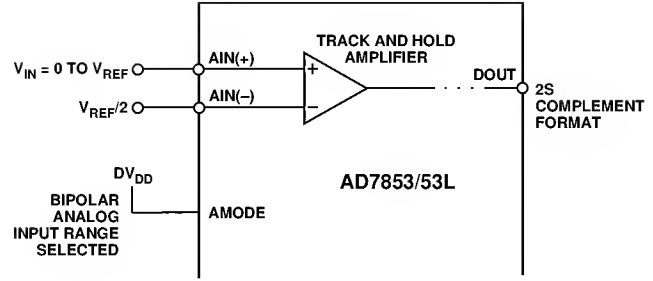 TRACK AND HOLD
AMPLIFIER
V_IN = 0 TO V_REF
AIN(+)
+
DOUT
V_REF/2
AIN(–)
–
2S
COMPLEMENT
FORMAT
DV_DD
AD7853/53L
BIPOLAR
ANALOG
INPUT RANGE
SELECTED
AMODE